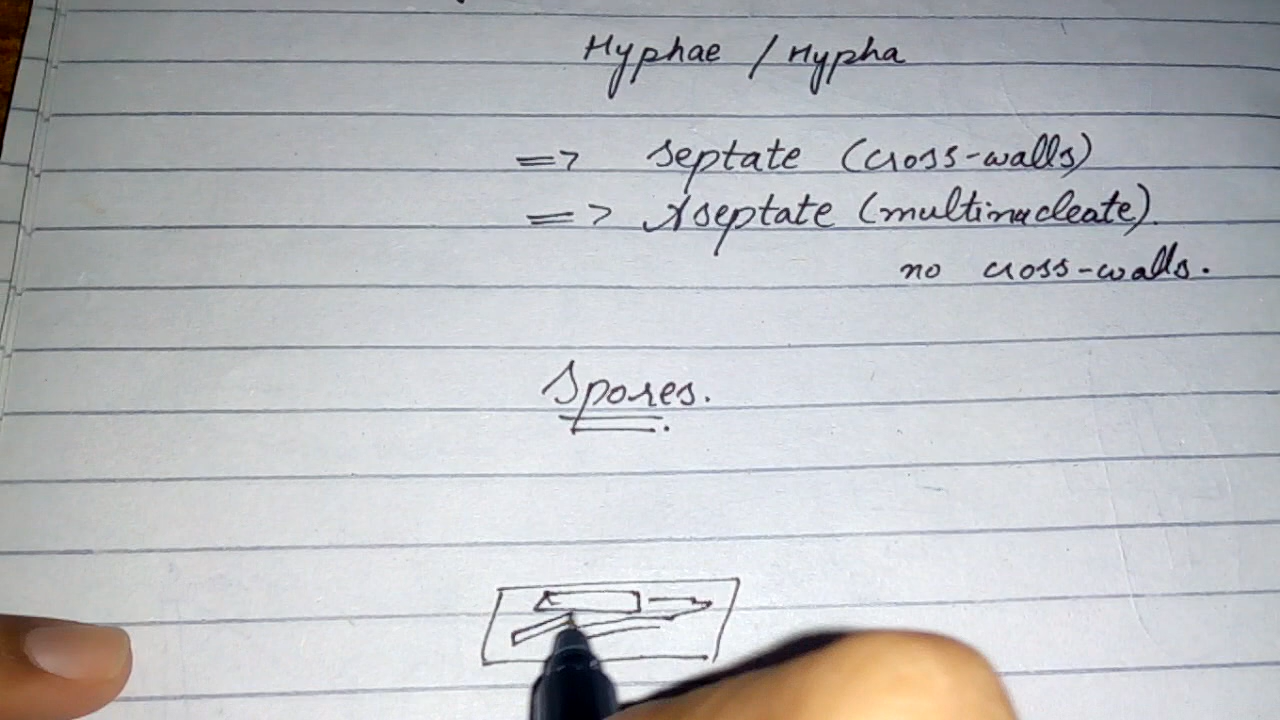 Hyphae / Hypha
=> septate (cross-walls)
=> Aseptate (multinucleate).
no cross-walls.
Spores.